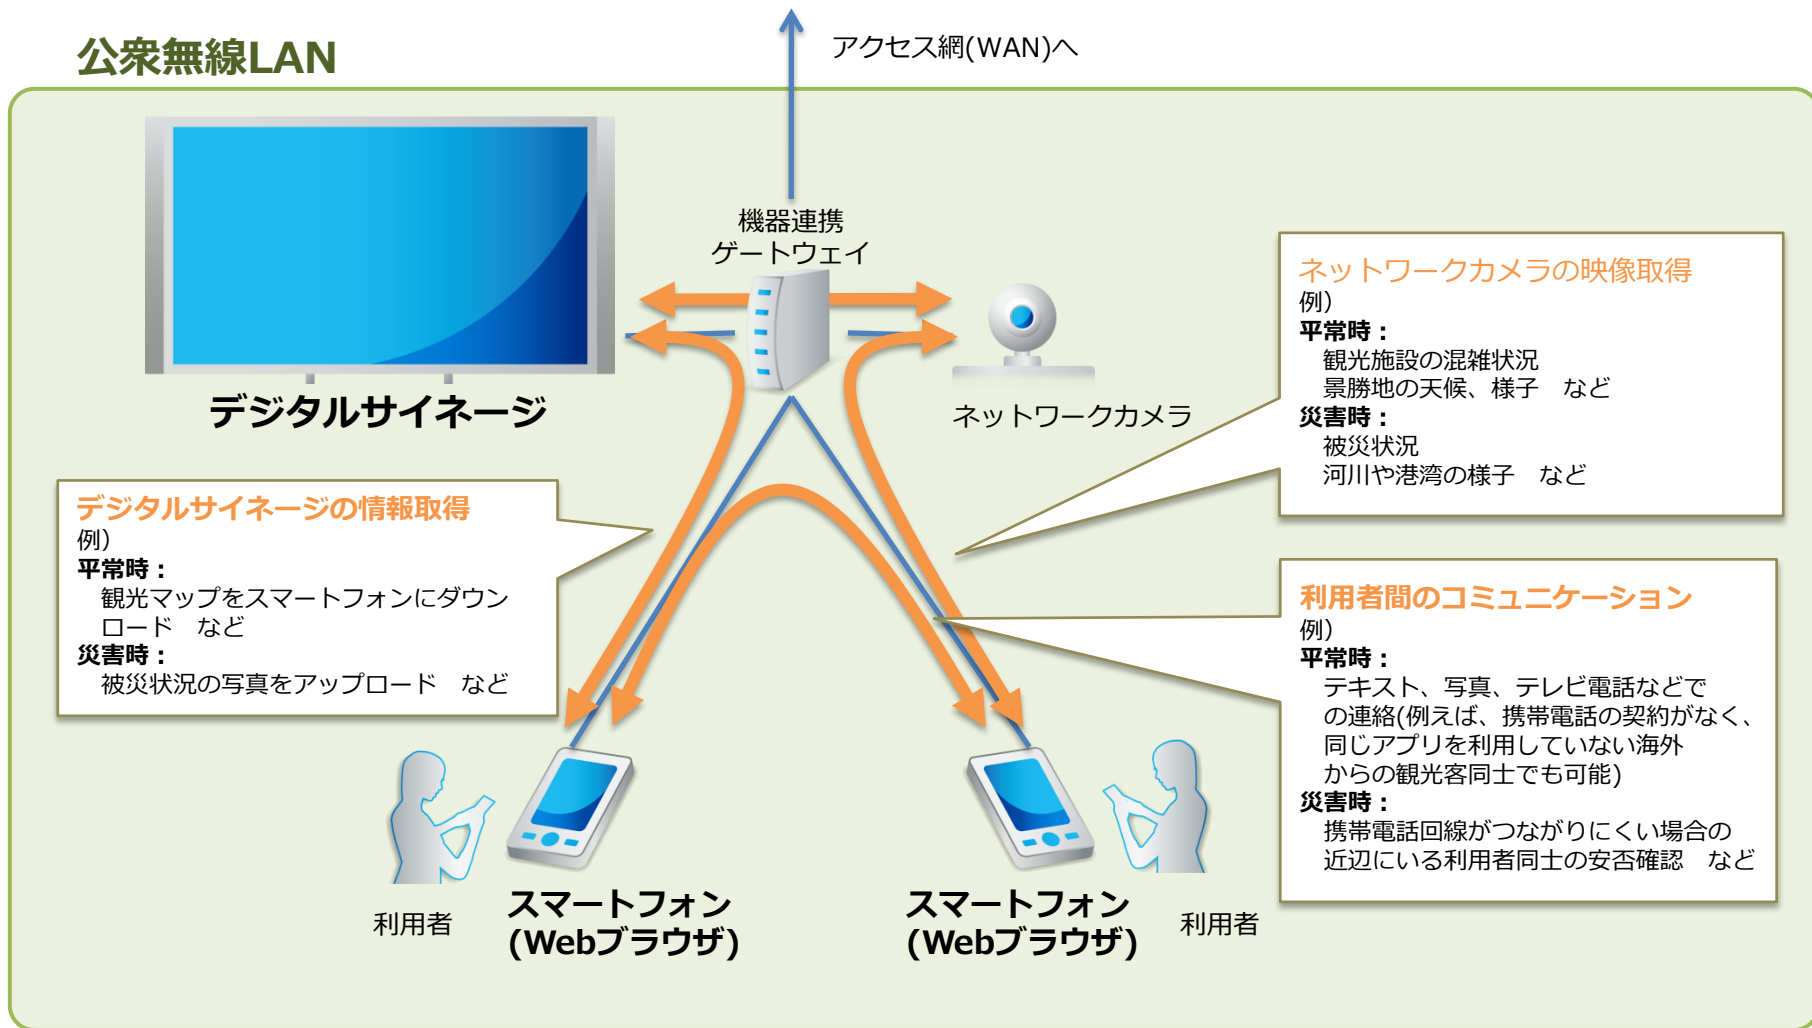 公衆無線LAN
アクセス網(WAN)へ
機器連携
ゲートウェイ
デジタルサイネージ
ネットワークカメラ
ネットワークカメラの映像取得
例)
平常時：
観光施設の混雑状況
景勝地の天候、様子　など
災害時：
被災状況
河川や港湾の様子　など
デジタルサイネージの情報取得
例)
平常時：
観光マップをスマートフォンにダウン
ロード　など
災害時：
被災状況の写真をアップロード　など
利用者間のコミュニケーション
例)
平常時：
テキスト、写真、テレビ電話などで
の連絡(例えば、携帯電話の契約がなく、
同じアプリを利用していない海外
からの観光客同士でも可能)
災害時：
携帯電話回線がつながりにくい場合の
近辺にいる利用者同士の安否確認　など
利用者
スマートフォン
(Webブラウザ)
スマートフォン
(Webブラウザ)
利用者